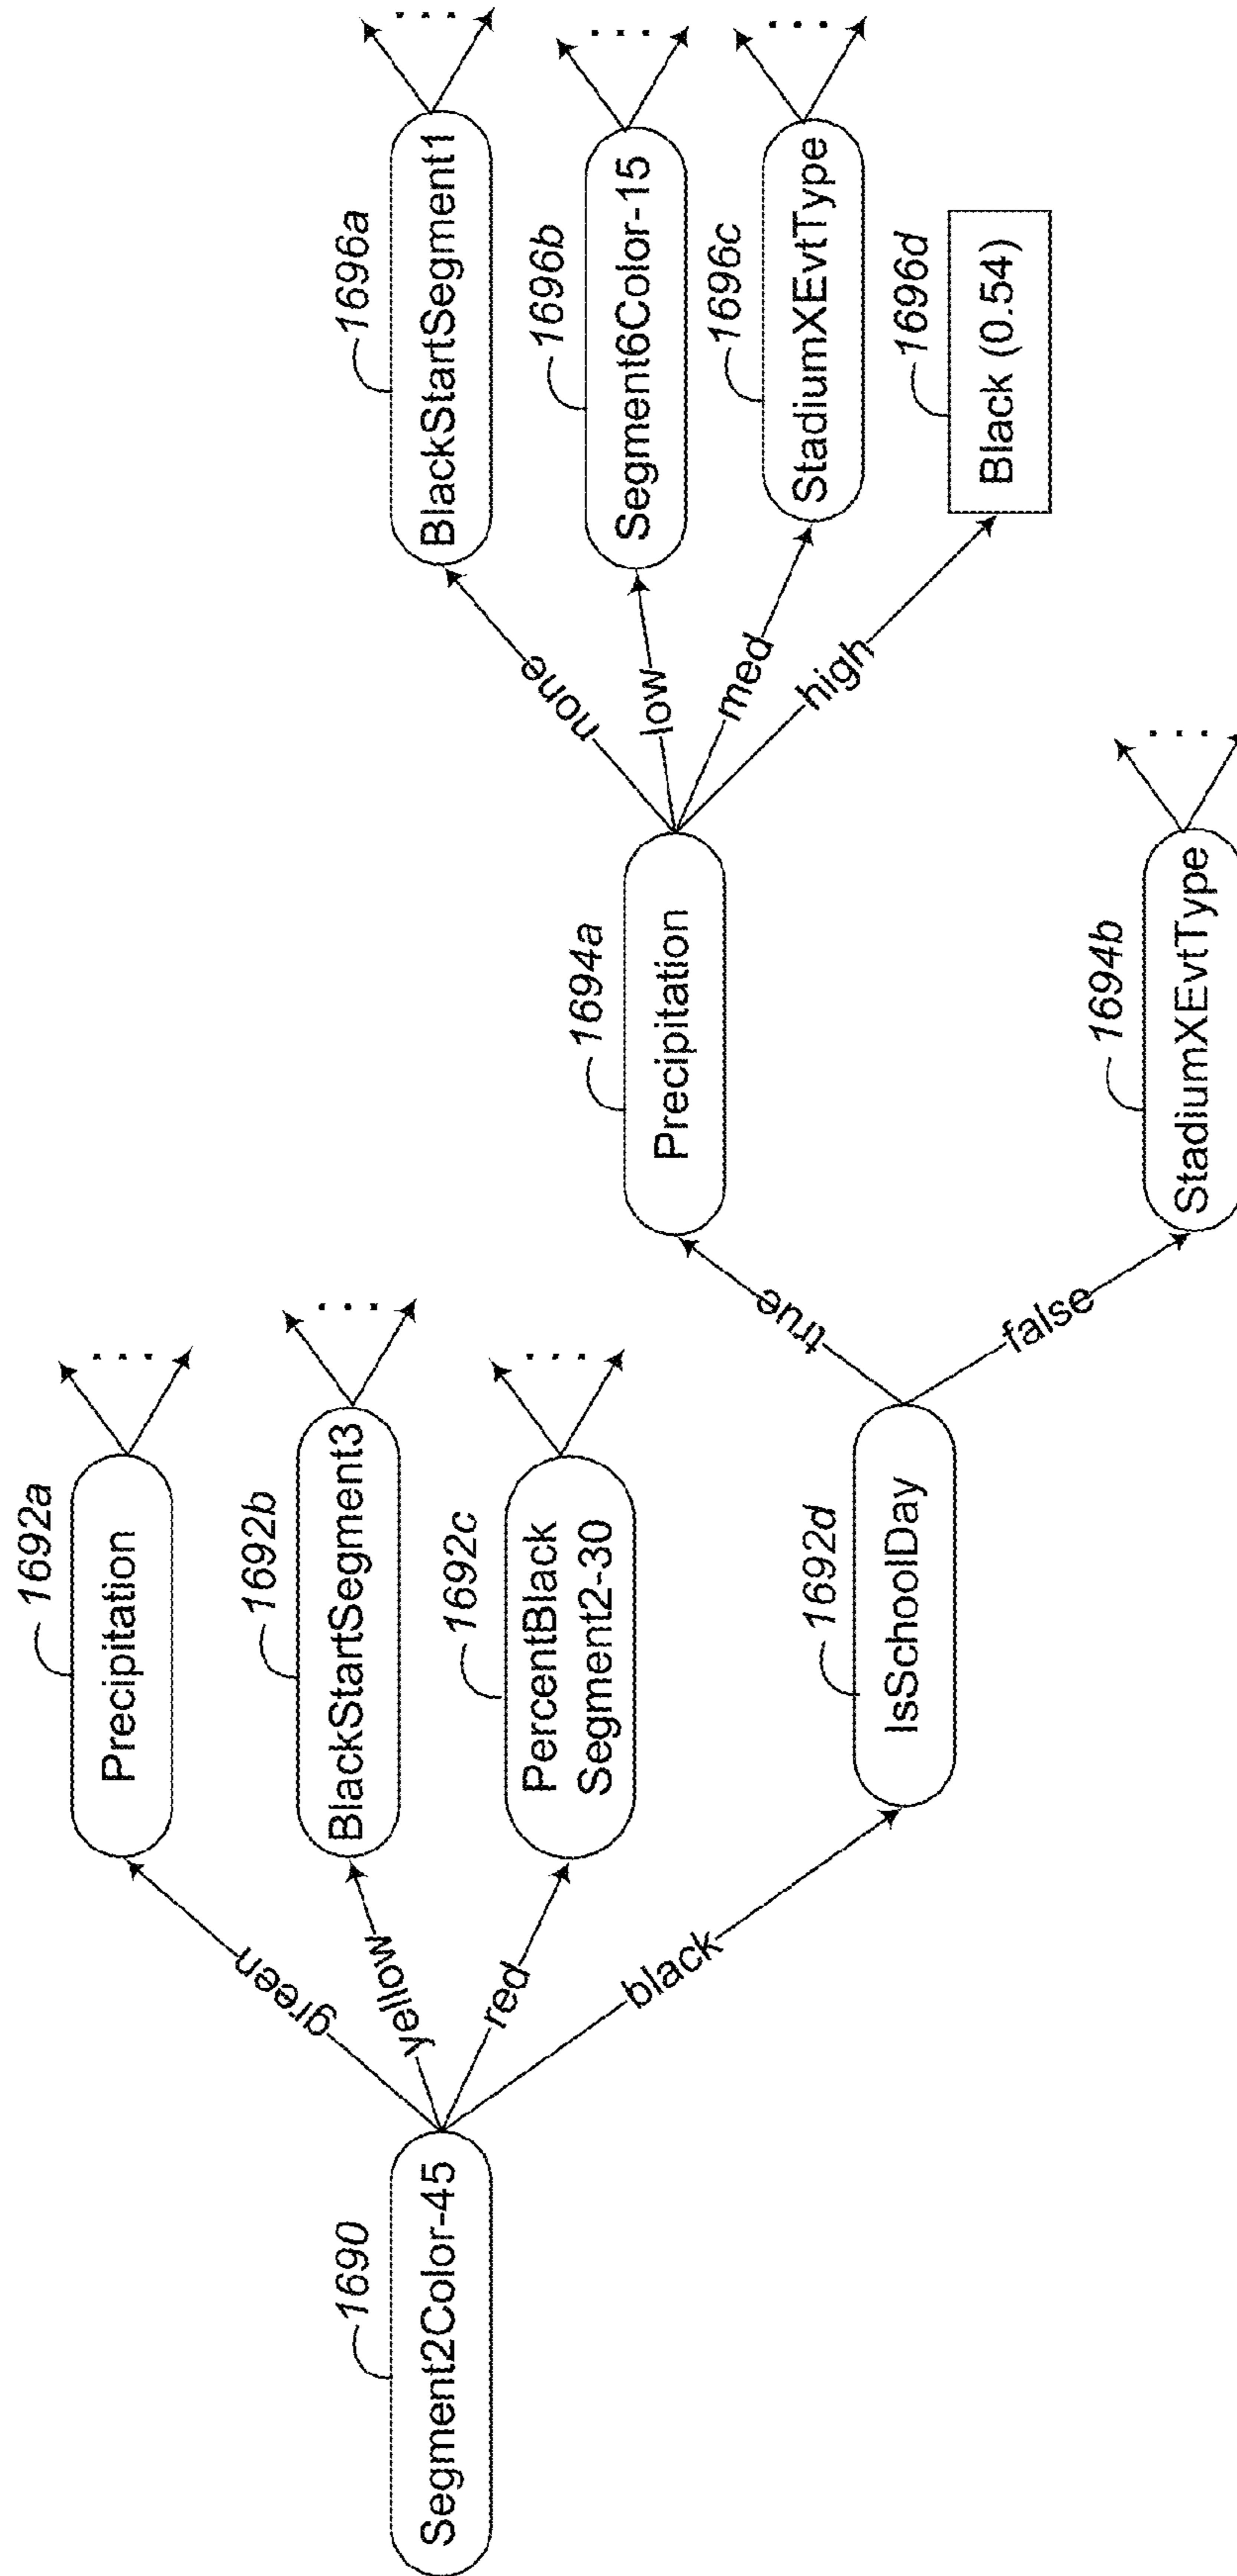 1690
Segment2Color-45
green
yellow
red
black
1692a
Precipitation
...
1692b
BlackStartSegment3
...
1692c
PercentBlack
Segment2-30
...
1692d
IsSchoolDay
true
false
1694a
Precipitation
none
low
med
high
1694b
StadiumXEvtType
...
1696a
BlackStartSegment1
...
1696b
Segment6Color-15
...
1696c
StadiumXEvtType
...
1696d
Black (0.54)